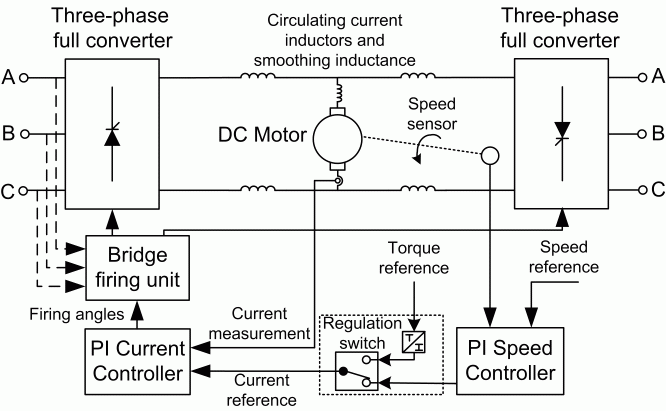 Three-phase
full converter
Circulating current
inductors and
smoothing inductance
Three-phase
full converter
A
A
B
DC Motor
Speed
sensor
B
C
C
Bridge
firing unit
Torque
reference
Speed
reference
Firing angles
Current
measurement
Regulation
switch
T
I
PI Current
Controller
PI Speed
Controller
Current
reference